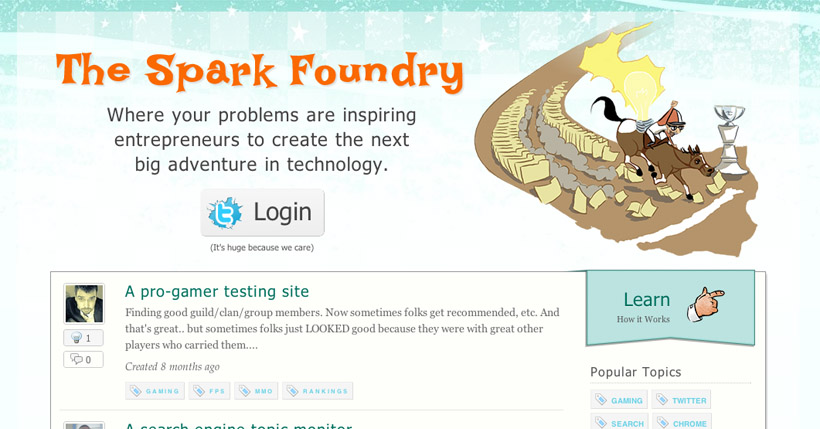 The Spark Foundry
Where your problems are inspiring
entrepreneurs to create the next
big adventure in technology.
Login
(It's huge because we care)
A pro-gamer testing site
Finding good guild/clan/group members. Now sometimes folks get recommended, etc. And
that's great.. but sometimes folks just LOOKED good because they were with great other
players who carried them....
Created 8 months ago
1
0
GAMING FPS MMO RANKINGS
A search engine topic monitor
Learn
How it Works
Popular Topics
GAMING TWITTER
SEARCH CHROME